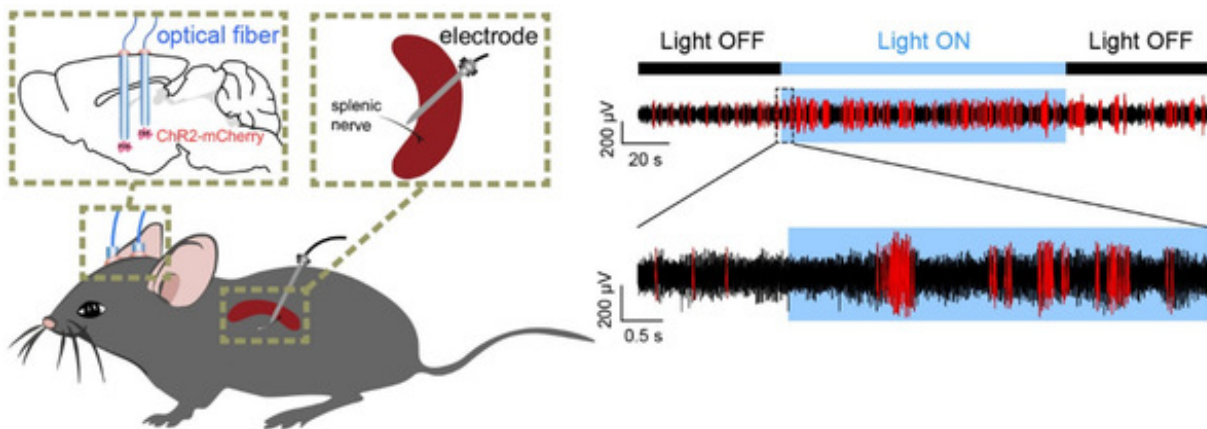 optical fiber
ChR2-mCherry
electrode
splenic
nerve
Light OFF
Light ON
Light OFF
200 µV
20 s
200 µV
0.5 s